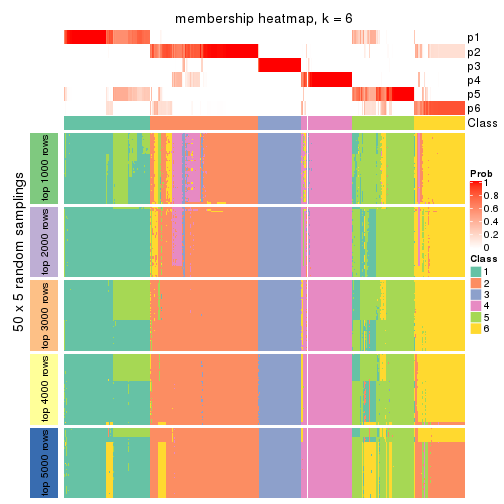 membership heatmap, k = 6
p1
p2
p3
p4
p5
p6
Class
50 x 5 random samplings
top 1000 rows
top 2000 rows
top 3000 rows
top 4000 rows
top 5000 rows
Prob
1
0.8
0.6
0.4
0.2
0
Class
1
2
3
4
5
6